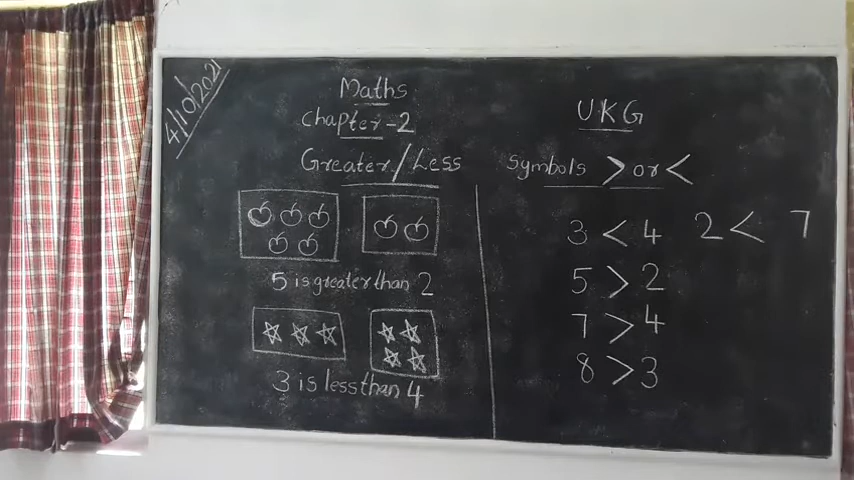 4/10/2021
Maths
Chapter-2
Greater/Less
5 is greater than 2
3 is less than 4
UKG
Symbols > or <
3 < 4 2 < 7
5 > 2
7 > 4
8 > 3